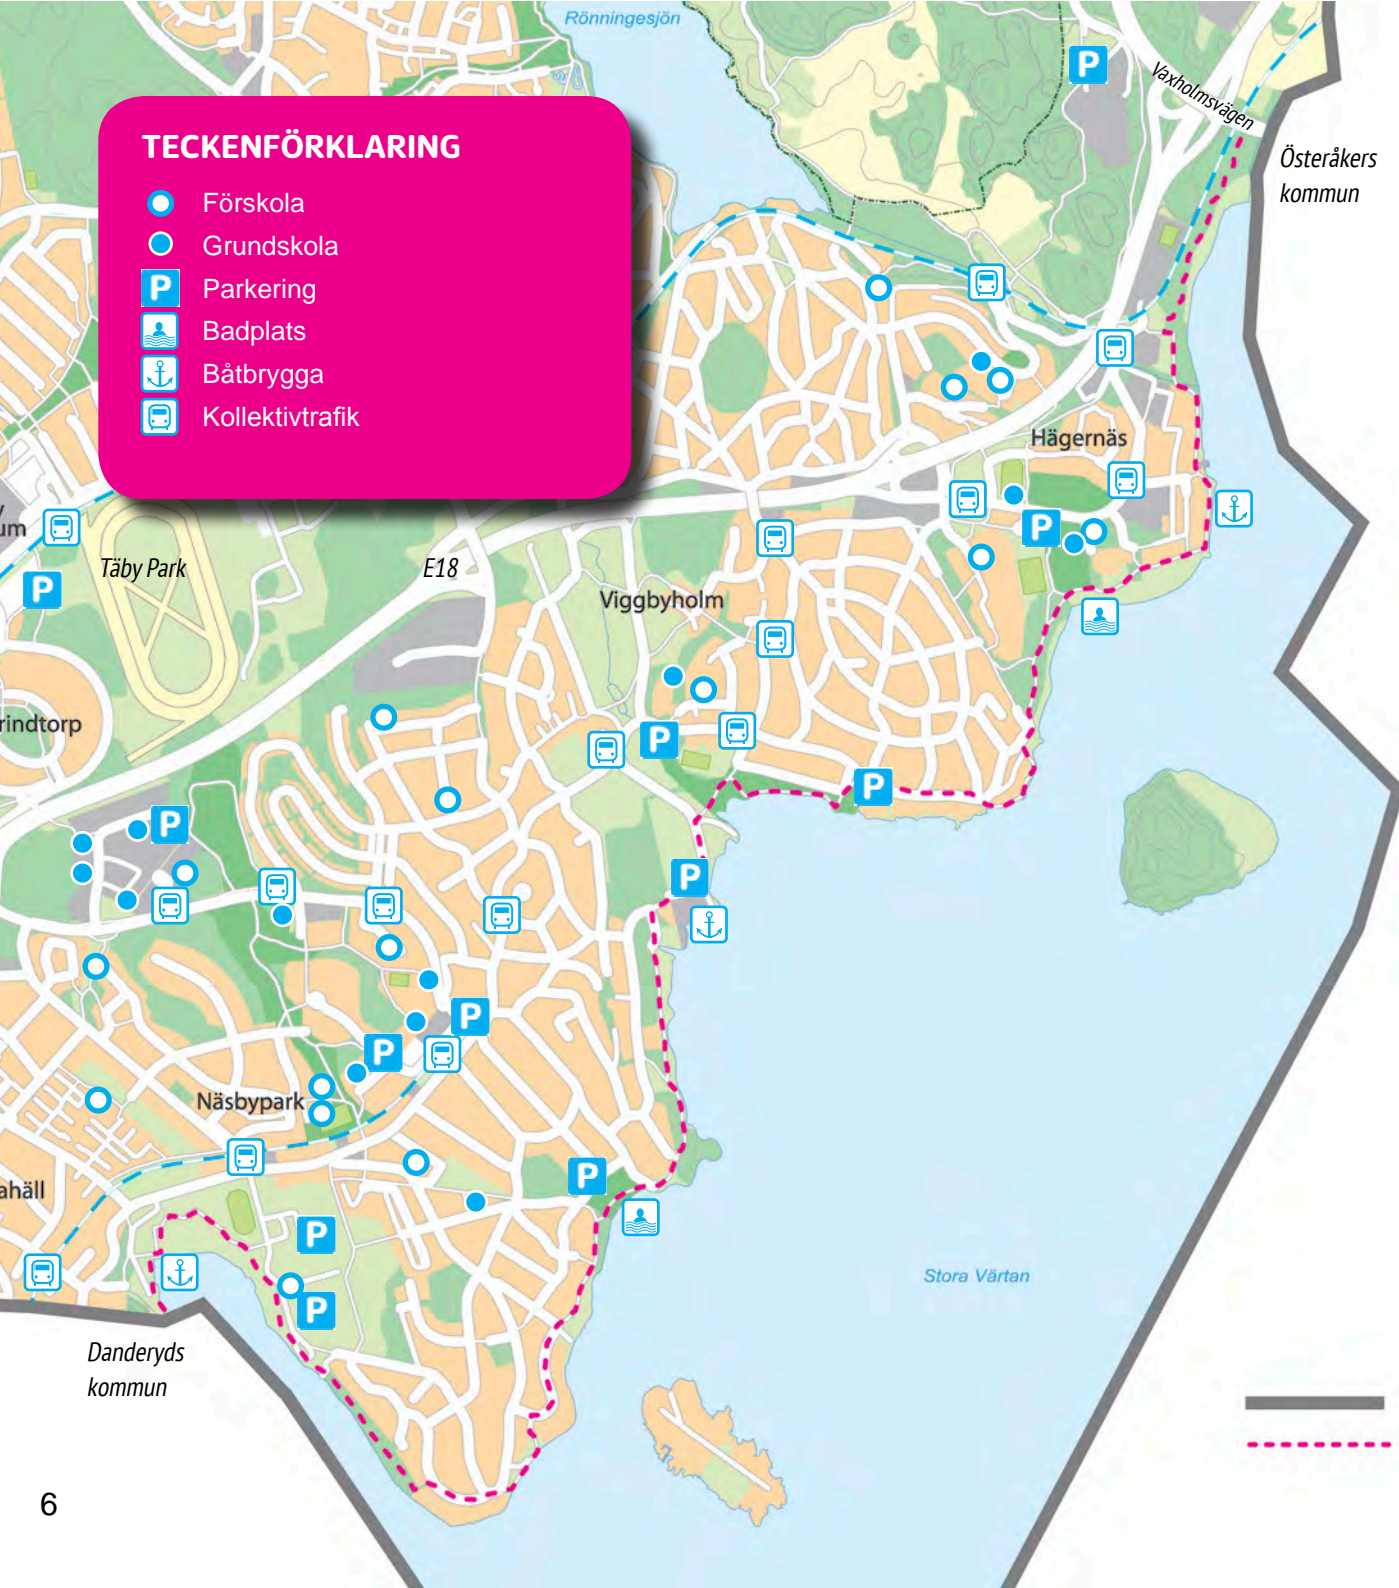 Rönningesjön
P
Vaxholmsvägen
Österåkers
kommun
TECKENFÖRKLARING
Förskola
Grundskola
P Parkering
Badplats
Båtbrygga
Kollektivtrafik
Hägernäs
um
P
Täby Park
E18
P
Viggbyholm
rindtorp
P
P
P
P
P
P
Näsbypark
ahäll
P
P
P
Stora Värtan
Danderyds
kommun
6